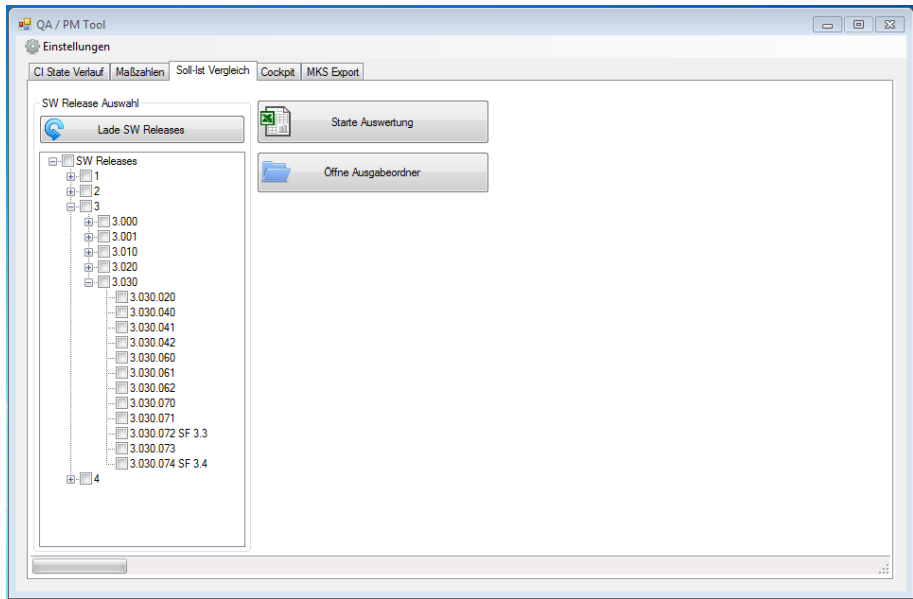 QA / PM Tool
Einstellungen
CI State Verlauf Maßzahlen Soll-Ist Vergleich Cockpit MKS Export
SW Release Auswahl
Lade SW Releases
Starte Auswertung
Öffne Ausgabeordner
SW Releases
1
2
3
3.000
3.001
3.010
3.020
3.030
3.030.020
3.030.040
3.030.041
3.030.042
3.030.060
3.030.061
3.030.062
3.030.070
3.030.071
3.030.072 SF 3.3
3.030.073
3.030.074 SF 3.4
4